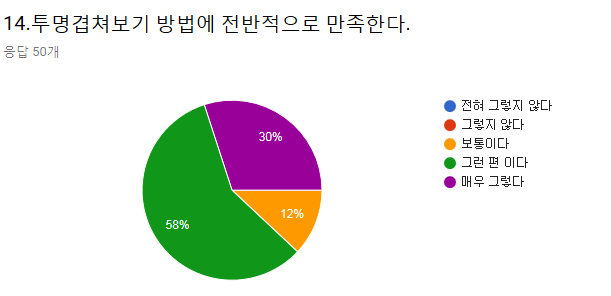 14.투명겹쳐보기 방법에 전반적으로 만족한다.
응답 50개
30%
12%
58%
전혀 그렇지 않다
그렇지 않다
보통이다
그런 편 이다
매우 그렇다